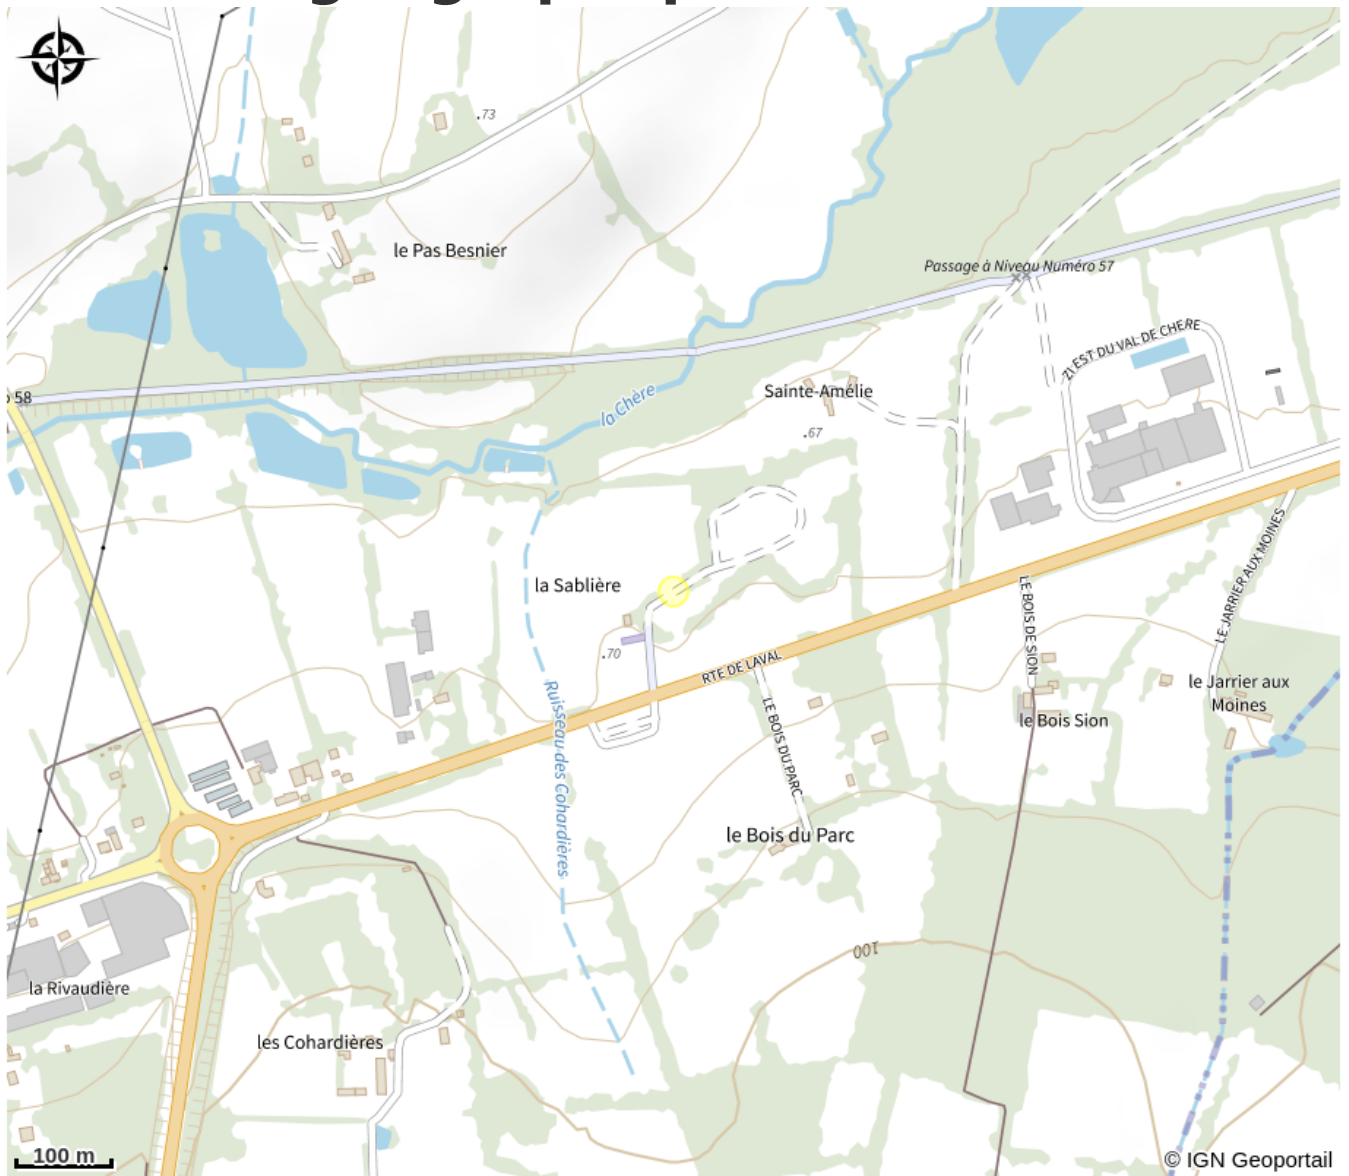 .73
le Pas Besnier
Passage à Niveau Numéro 57
ZI EST DU VAL DE CHERE
58
la Chère
Sainte-Amélie
.67
la Sablière
.70
RTE DE LAVAL
LE BOIS DE SION
LE JARRIER AUX MOINES
le Jarrier aux
Moines
le Bois Sion
Ruisseau des Cohardières
LE BOIS DU PARC
le Bois du Parc
100
la Rivaudière
les Cohardières
100 m
© IGN Geoportail